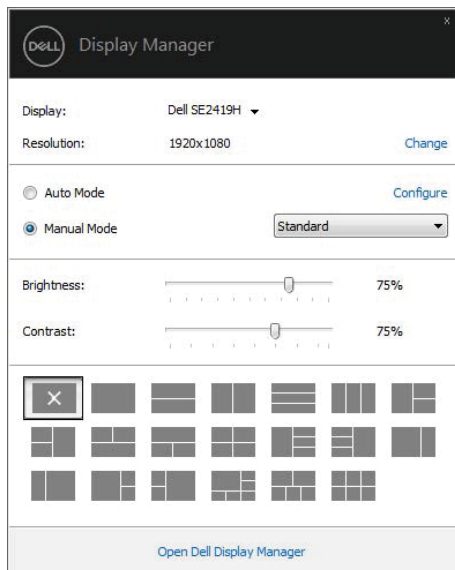 x
DELL Display Manager
Display: Dell SE2419H
Resolution: 1920x1080 Change
Auto Mode Configure
Manual Mode Standard
Brightness: 75%
Contrast: 75%
Open Dell Display Manager